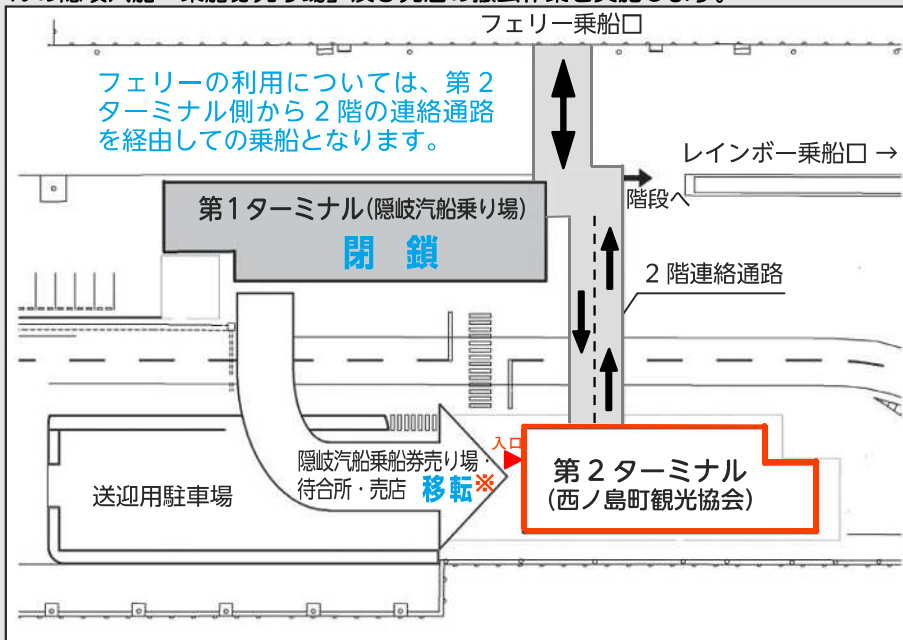 フェリー乗船口
フェリーの利用については、第２
ターミナル側から２階の連絡通路
を経由しての乗船となります。
レインボー乗船口 →
階段へ
第１ターミナル(隠岐汽船乗り場)
閉 鎖
２階連絡通路
入口
隠岐汽船乗船券売り場・
待合所・売店 移転※
送迎用駐車場
第２ターミナル
(西ノ島町観光協会)